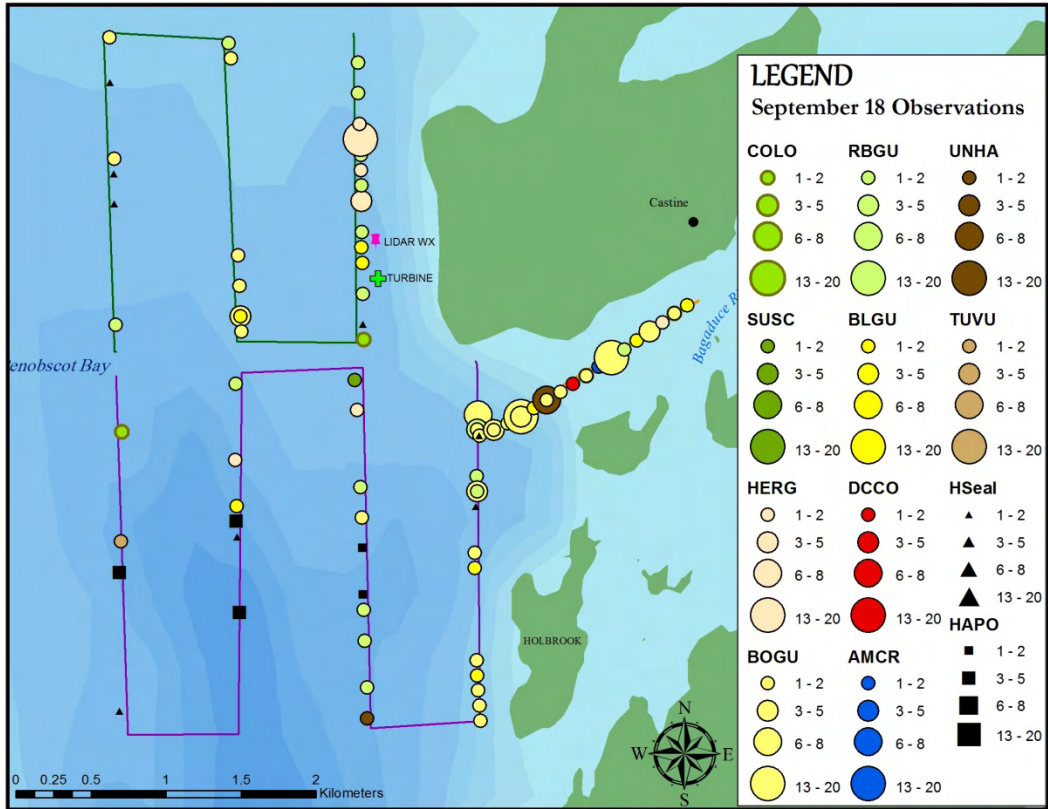 LEGEND
September 18 Observations
COLO
1 - 2
3 - 5
6 - 8
13 - 20
RBGU
1 - 2
3 - 5
6 - 8
13 - 20
UNHA
1 - 2
3 - 5
6 - 8
13 - 20
SUSC
1 - 2
3 - 5
6 - 8
13 - 20
BLGU
1 - 2
3 - 5
6 - 8
13 - 20
TUVU
1 - 2
3 - 5
6 - 8
13 - 20
HERG
1 - 2
3 - 5
6 - 8
13 - 20
DCCO
1 - 2
3 - 5
6 - 8
13 - 20
HSeal
1 - 2
3 - 5
6 - 8
13 - 20
BOGU
1 - 2
3 - 5
6 - 8
13 - 20
AMCR
1 - 2
3 - 5
6 - 8
13 - 20
HAPO
1 - 2
3 - 5
6 - 8
13 - 20
Castine
LIDAR WX
TURBINE
Bagaduce R
enobscot Bay
HOLBROOK
N
W E
S
0 0.25 0.5 1 1.5 2
Kilometers